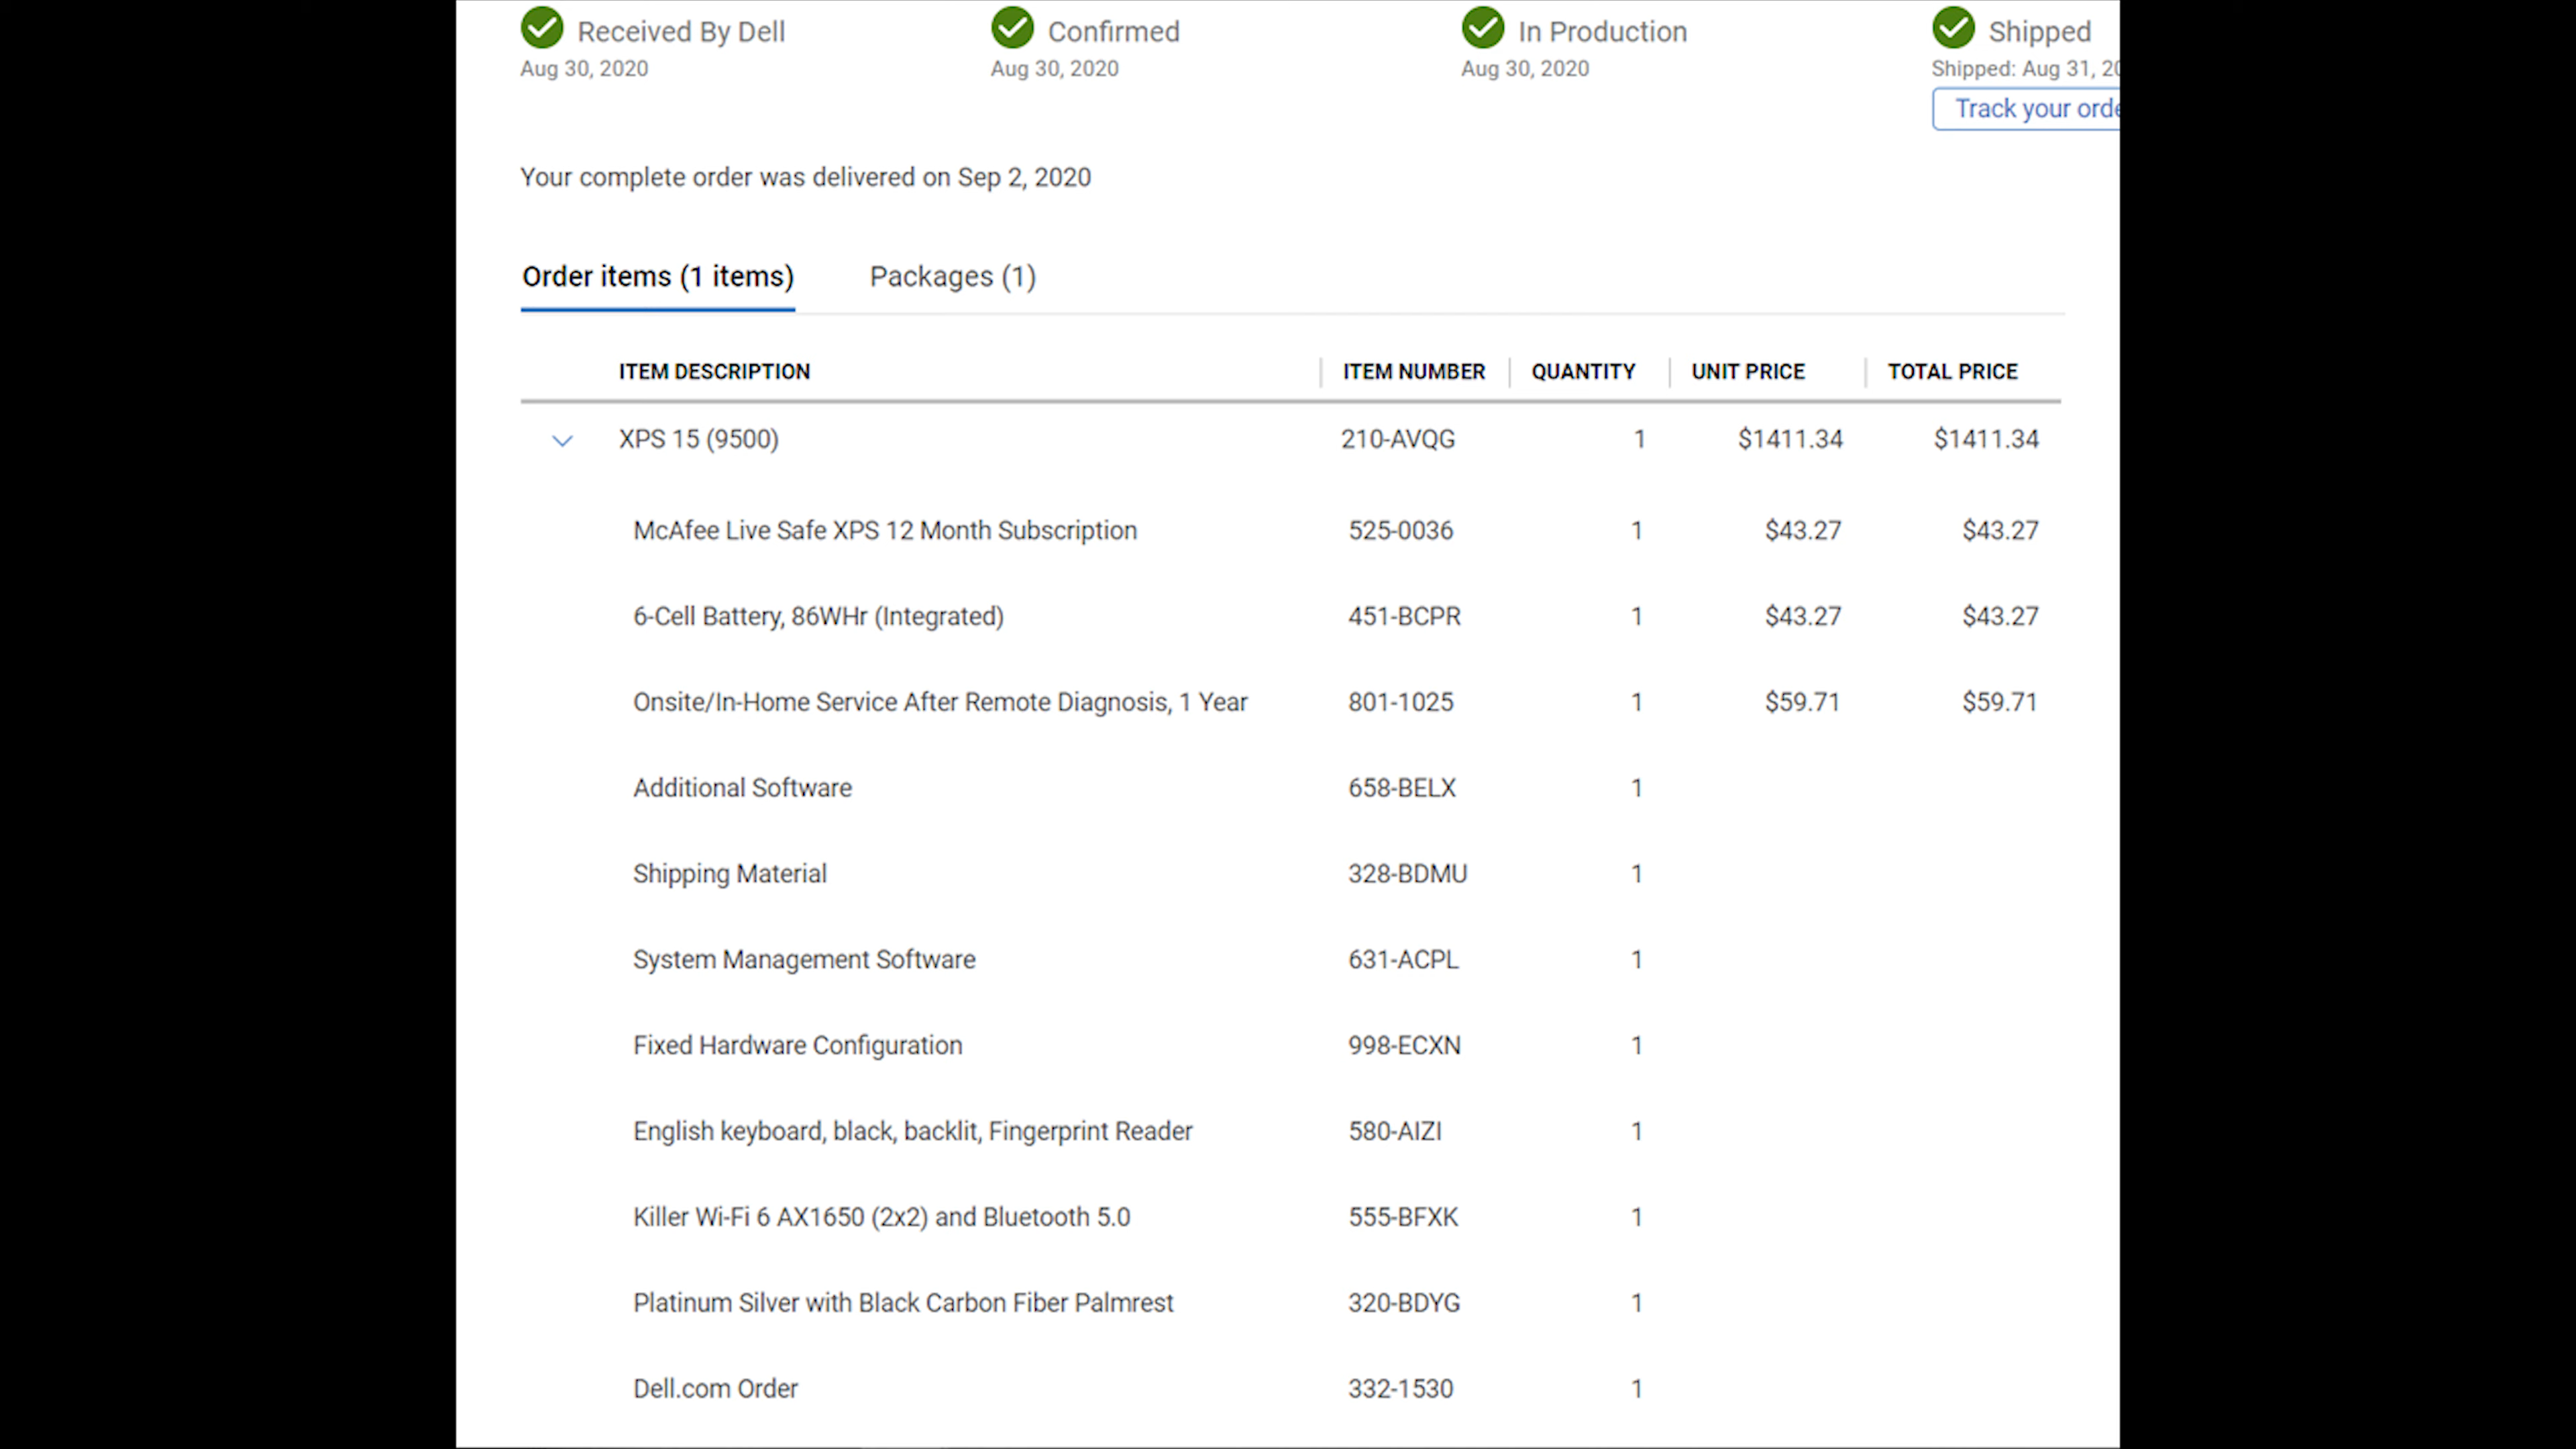 Received By Dell Confirmed In Production Shipped
Aug 30, 2020 Aug 30, 2020 Aug 30, 2020 Shipped: Aug 31, 20
Track your orde
Your complete order was delivered on Sep 2, 2020
Order items (1 items) Packages (1)
ITEM DESCRIPTION ITEM NUMBER QUANTITY UNIT PRICE TOTAL PRICE
XPS 15 (9500) 210-AVQG 1 $1411.34 $1411.34
McAfee Live Safe XPS 12 Month Subscription 525-0036 1 $43.27 $43.27
6-Cell Battery, 86WHr (Integrated) 451-BCPR 1 $43.27 $43.27
Onsite/In-Home Service After Remote Diagnosis, 1 Year 801-1025 1 $59.71 $59.71
Additional Software 658-BELX 1
Shipping Material 328-BDMU 1
System Management Software 631-ACPL 1
Fixed Hardware Configuration 998-ECXN 1
English keyboard, black, backlit, Fingerprint Reader 580-AIZI 1
Killer Wi-Fi 6 AX1650 (2x2) and Bluetooth 5.0 555-BFXK 1
Platinum Silver with Black Carbon Fiber Palmrest 320-BDYG 1
Dell.com Order 332-1530 1